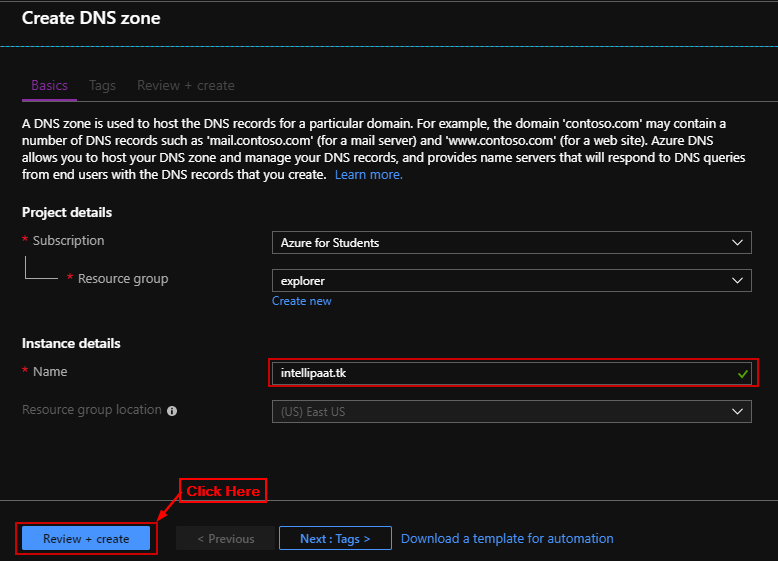 Create DNS zone
Basics Tags Review + create
A DNS zone is used to host the DNS records for a particular domain. For example, the domain 'contoso.com' may contain a
number of DNS records such as 'mail.contoso.com' (for a mail server) and 'www.contoso.com' (for a web site). Azure DNS
allows you to host your DNS zone and manage your DNS records, and provides name servers that will respond to DNS queries
from end users with the DNS records that you create. Learn more.
Project details
* Subscription Azure for Students
* Resource group explorer
Create new
Instance details
* Name intellipaat.tk
Resource group location (US) East US
Click Here
Review + create < Previous Next : Tags > Download a template for automation